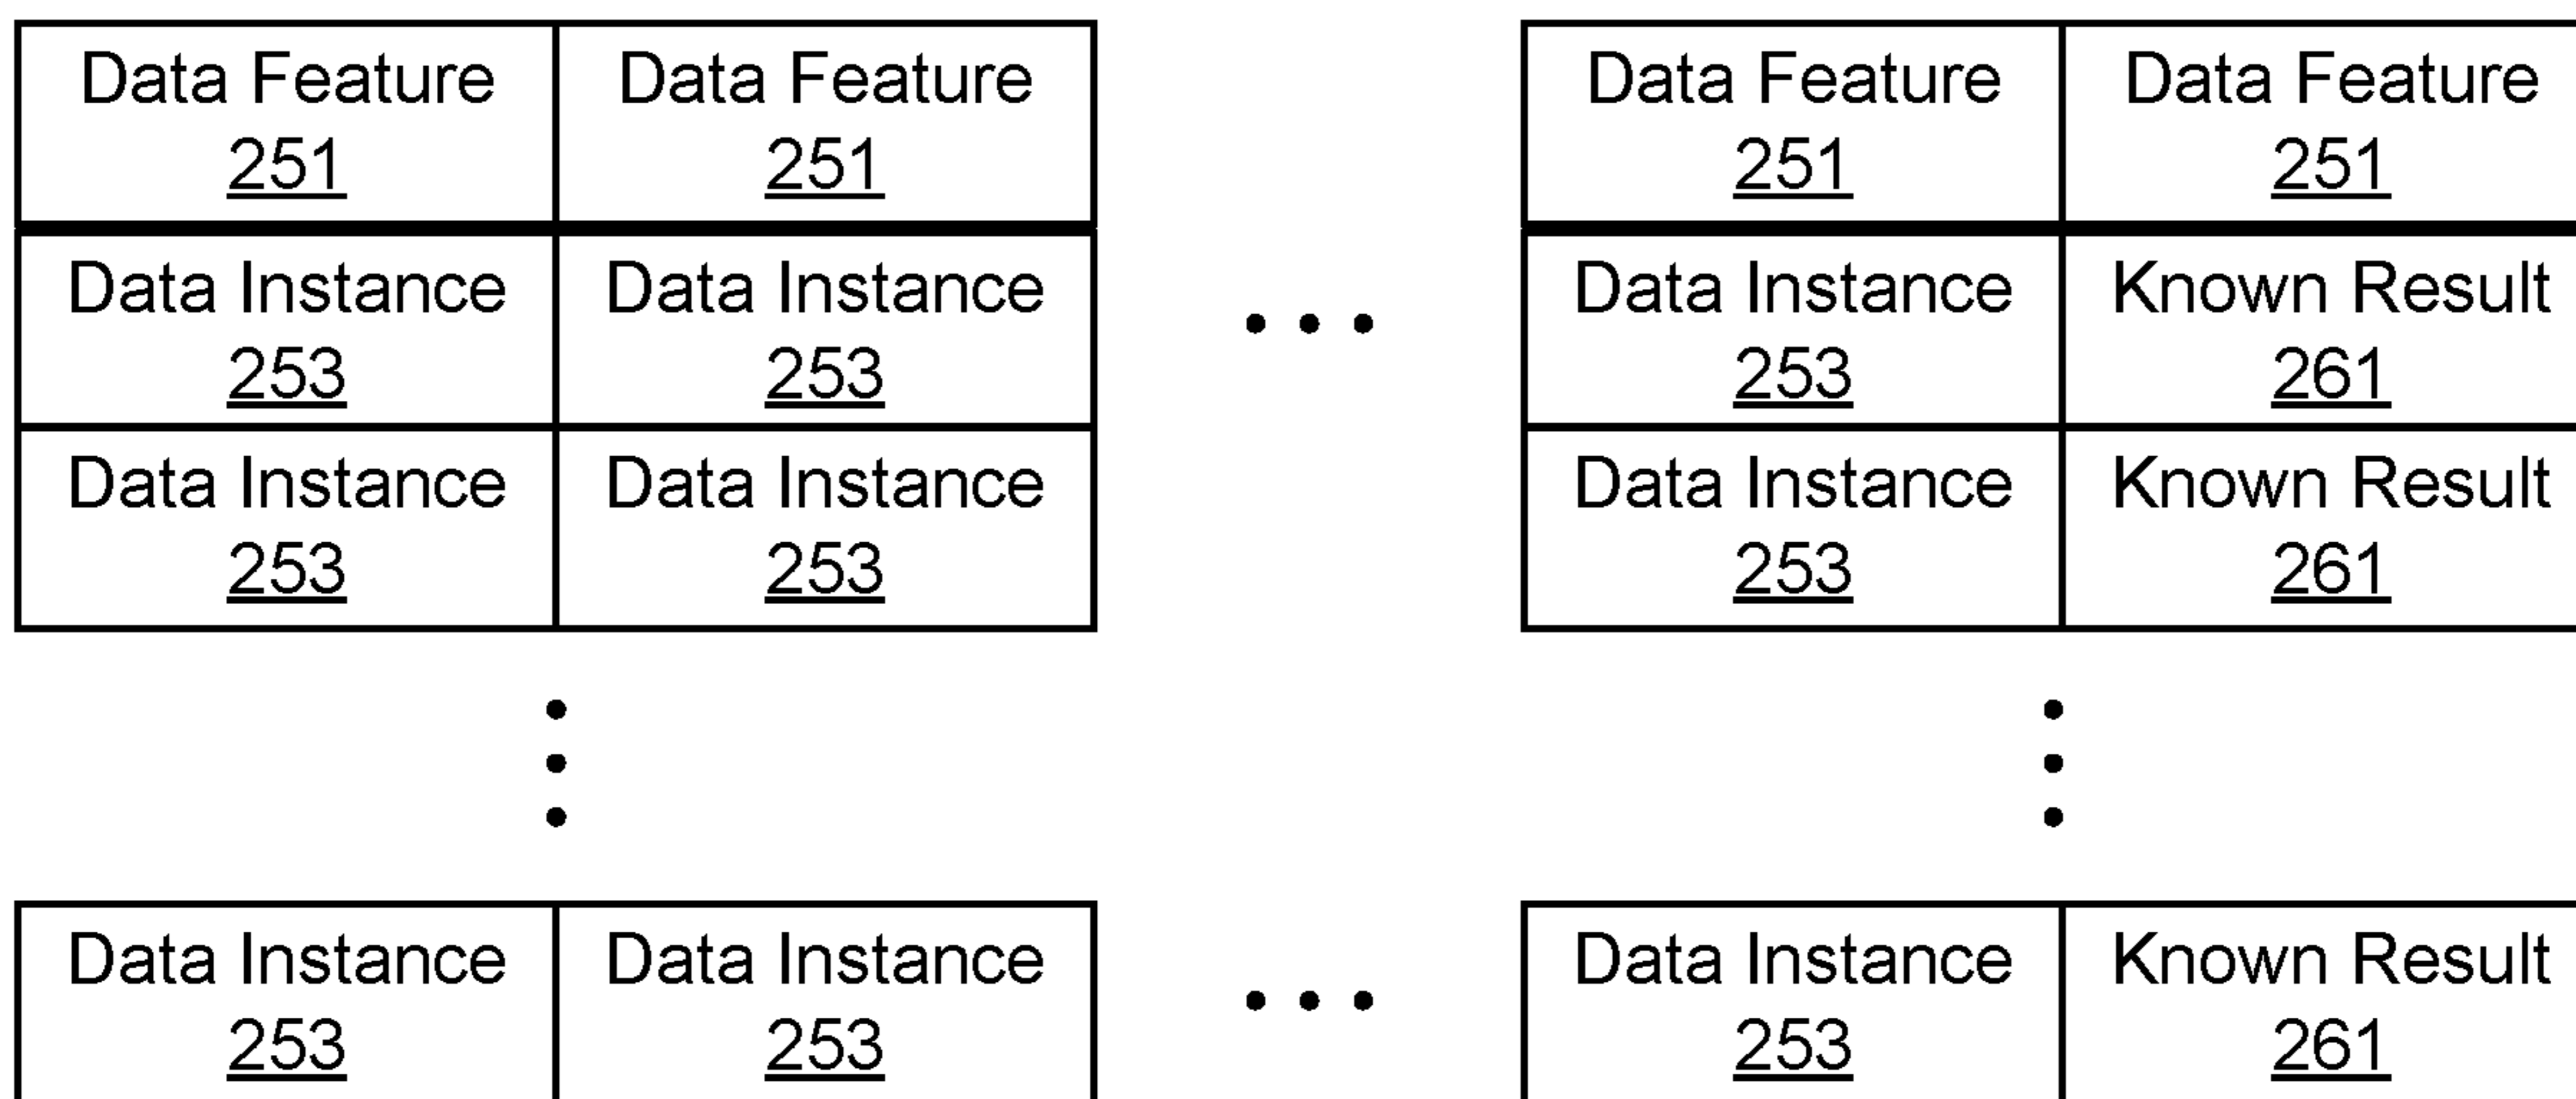 Data Feature Data Feature Data Feature Data Feature
251 251 251 251
Data Instance Data Instance ... Data Instance Known Result
253 253 253 261
Data Instance Data Instance Data Instance Known Result
253 253 253 261
Data Instance Data Instance ... Data Instance Known Result
253 253 253 261